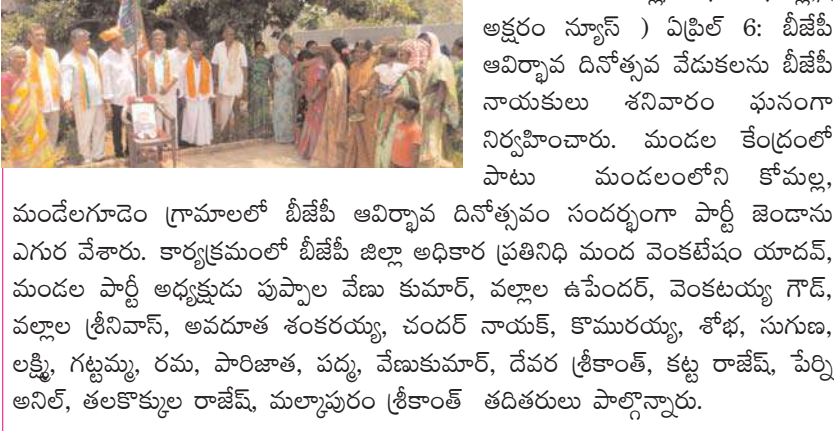 అక్షరం న్యూస్ ) ఏప్రిల్ 6: బీజేపీ
ఆవిర్భావ దినోత్సవ వేడుకలను బీజేపీ
నాయకులు శనివారం ఘనంగా
నిర్వహించారు. మండల కేంద్రంలో
పాటు మండలంలోని కోమల్ల,
మండేలగూడెం గ్రామాలలో బీజేపీ ఆవిర్భావ దినోత్సవం సందర్భంగా పార్టీ జెండాను
ఎగుర వేశారు. కార్యక్రమంలో బీజేపీ జిల్లా అధికార ప్రతినిధి మంద వెంకటేషం యాదవ్,
మండల పార్టీ అధ్యక్షుడు పుప్పాల వేణు కుమార్, వల్లాల ఉపేందర్, వెంకటయ్య గౌడ్,
వల్లాల శ్రీనివాస్, అవదూత శంకరయ్య, చందర్ నాయక్, కొమురయ్య, శోభ, సుగుణ,
లక్ష్మి, గట్టమ్మ, రమ, పారిజాత, పద్మ, వేణుకుమార్, దేవర శ్రీకాంత్, కట్ట రాజేష్, పేర్ని
అనిల్, తలకొక్కుల రాజేష్, మల్కాపురం శ్రీకాంత్ తదితరులు పాల్గొన్నారు.